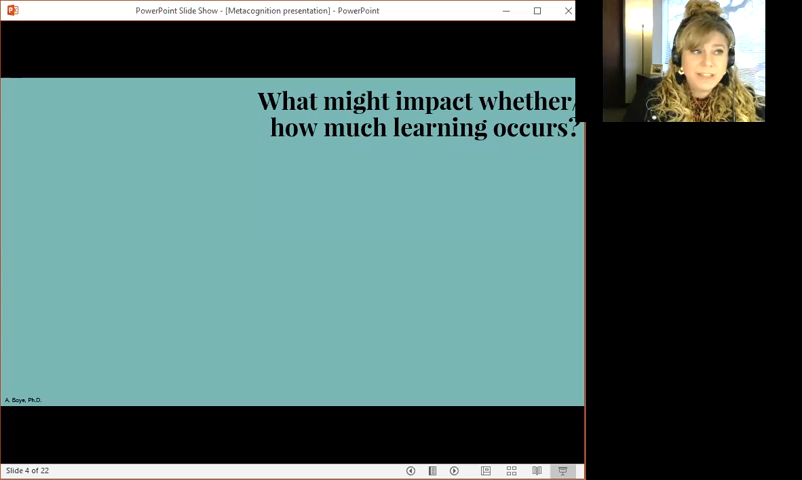 PowerPoint Slide Show - [Metacognition presentation] - PowerPoint
What might impact whether/
how much learning occurs?
A. Boye, Ph.D.
Slide 4 of 22